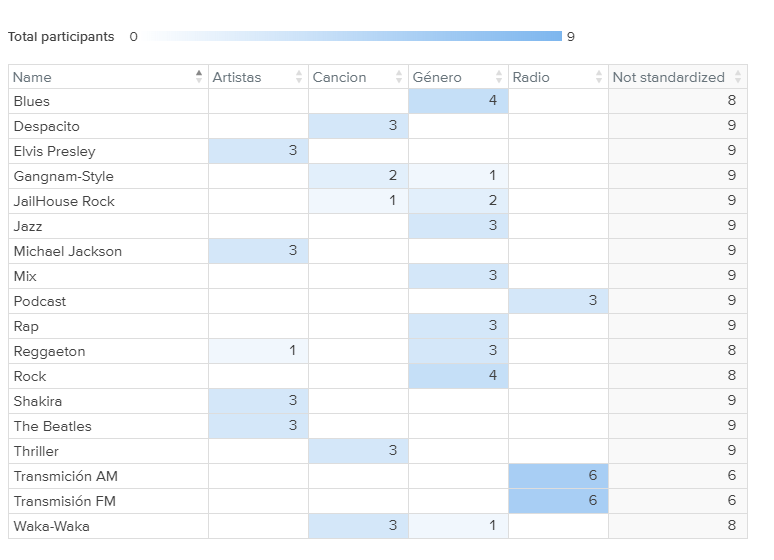 Total participants 0 9
Name Artistas Cancion Género Radio Not standardized
Blues 4 8
Despacito 3 9
Elvis Presley 3 9
Gangnam-Style 2 1 9
JailHouse Rock 1 2 9
Jazz 3 9
Michael Jackson 3 9
Mix 3 9
Podcast 3 9
Rap 3 9
Reggaeton 1 3 8
Rock 4 8
Shakira 3 9
The Beatles 3 9
Thriller 3 9
Transmición AM 6 6
Transmisión FM 6 6
Waka-Waka 3 1 8